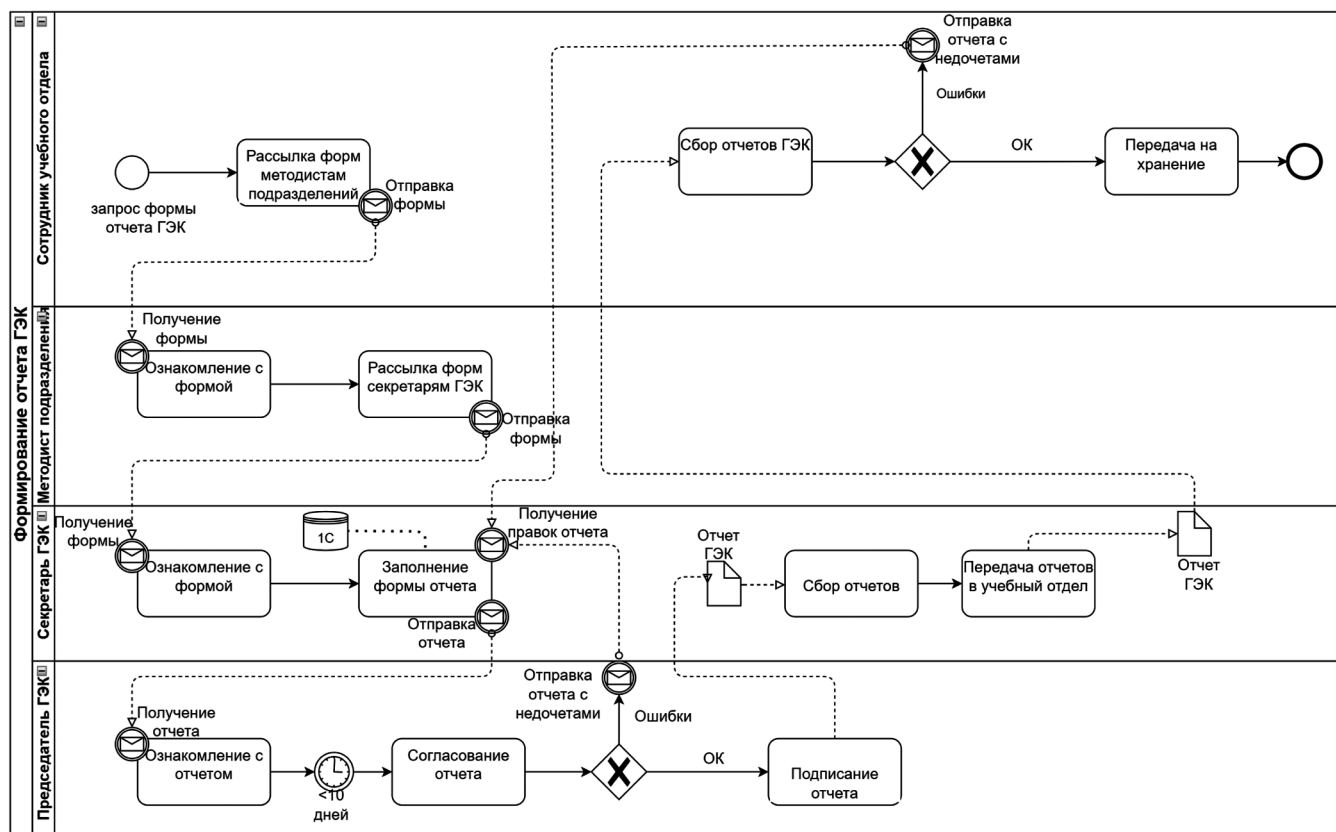 Формирование отчета ГЭК
Сотрудник учебного отдела
запрос формы
отчета ГЭК
Рассылка форм
методистам
подразделений
Отправка
формы
Сбор отчетов ГЭК
Отправка
отчета с
недочетами
Ошибки
ОК
Передача на
хранение
Методист подразделения
Получение
формы
Ознакомление с
формой
Рассылка форм
секретарям ГЭК
Отправка
формы
Секретарь ГЭК
Получение
формы
Ознакомление с
формой
1С
Заполнение
формы отчета
Получение
правок отчета
Отправка
отчета
Отчет
ГЭК
Сбор отчетов
Передача отчетов
в учебный отдел
Отчет
ГЭК
Председатель ГЭК
Получение
отчета
Ознакомление с
отчетом
<10
дней
Согласование
отчета
Отправка
отчета с
недочетами
Ошибки
ОК
Подписание
отчета